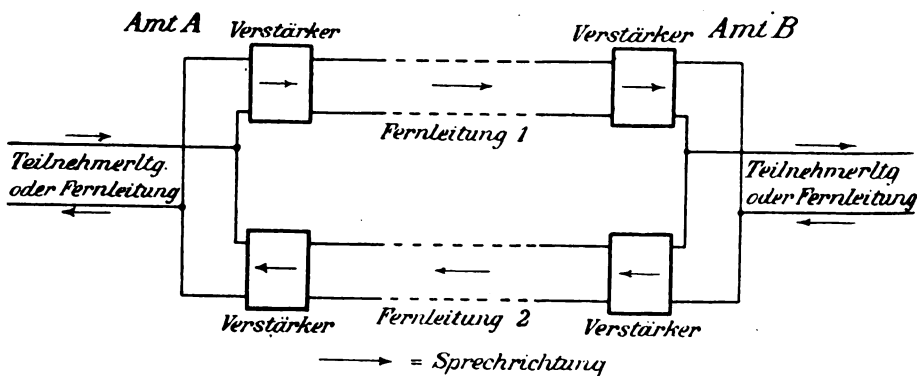 Amt A
Verstärker
Verstärker
Amt B
Fernleitung 1
Teilnehmerltg.
oder Fernleitung
Teilnehmerltg
oder Fernleitung
Verstärker
Fernleitung 2
Verstärker
= Sprechrichtung